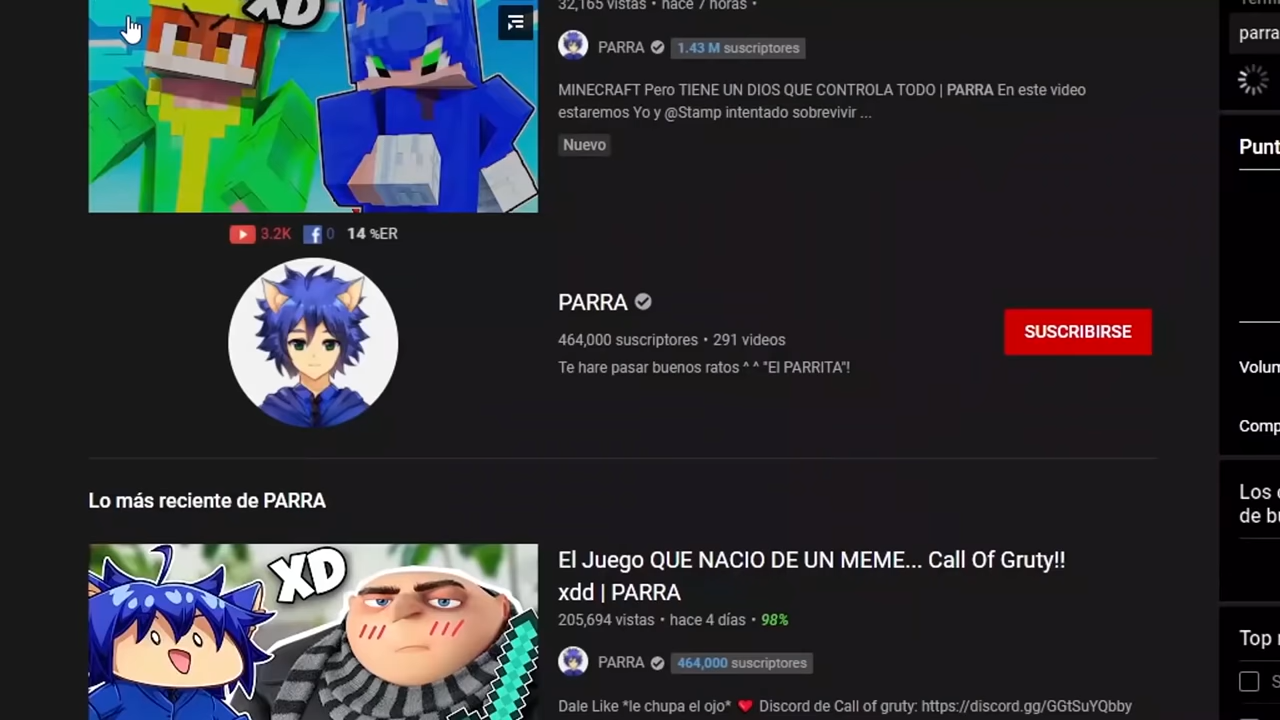 XD
32,165 vistas • hace 7 horas •
PARRA 1.43 M suscriptores
MINECRAFT Pero TIENE UN DIOS QUE CONTROLA TODO | PARRA En este video
estaremos Yo y @Stamp intentado sobrevivir ...
Nuevo
3.2K 0 14 %ER
PARRA
464,000 suscriptores • 291 videos
Te hare pasar buenos ratos ^ ^ "El PARRITA"!
SUSCRIBIRSE
Lo más reciente de PARRA
XD
El Juego QUE NACIO DE UN MEME... Call Of Gruty!!
xdd | PARRA
205,694 vistas • hace 4 días • 98%
PARRA 464,000 suscriptores
Dale Like *le chupa el ojo* ❤️ Discord de Call of gruty: https://discord.gg/GGtSuYQbby
parra
Punt
Volum
Comp
Los
de b
Top